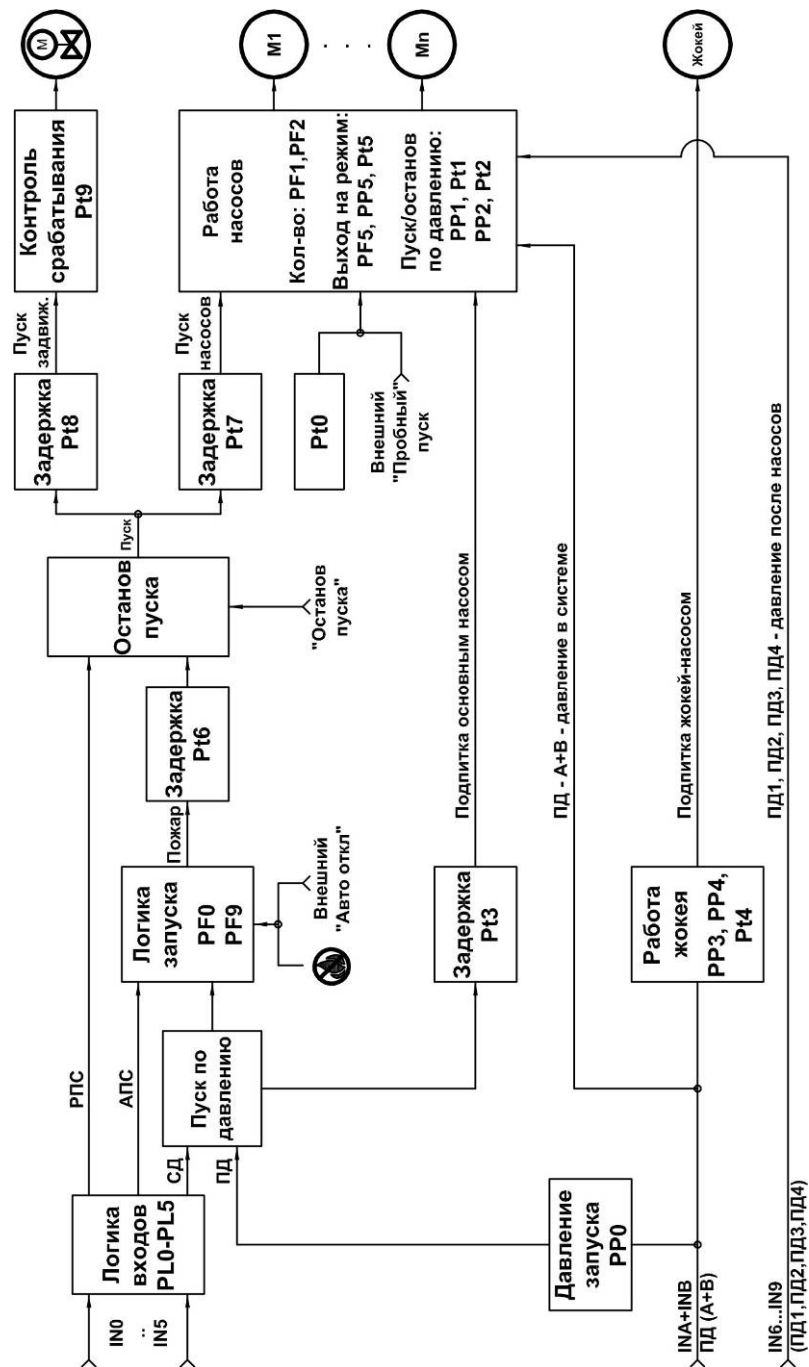 IN0
..
IN5
Логика
входов
PL0-PL5
РПС
АПС
СД
ПД
Пуск по
давлению
Логика
запуска
PF0
PF9
Внешний
"Авто откл"
Пожар
Задержка
Pt6
Останов
пуска
"Останов
пуска"
Пуск
Задержка
Pt8
Пуск
задвиж.
Контроль
срабатывания
Pt9
М
Задержка
Pt7
Пуск
насосов
Pt0
Внешний
"Пробный"
пуск
Работа
насосов
Кол-во: PF1,PF2
Выход на режим:
PF5, PP5, Pt5
Пуск/останов
по давлению:
PP1, Pt1
PP2, Pt2
М1
. . . .
Мn
Задержка
Pt3
Подпитка основным насосом
ПД - А+В - давление в системе
Давление
запуска
PP0
INA+INB
ПД (А+В)
Работа
жокея
PP3, PP4,
Pt4
Подпитка жокей-насосом
Жокей
IN6...IN9
(ПД1,ПД2,ПД3,ПД4)
ПД1, ПД2, ПД3, ПД4 - давление после насосов